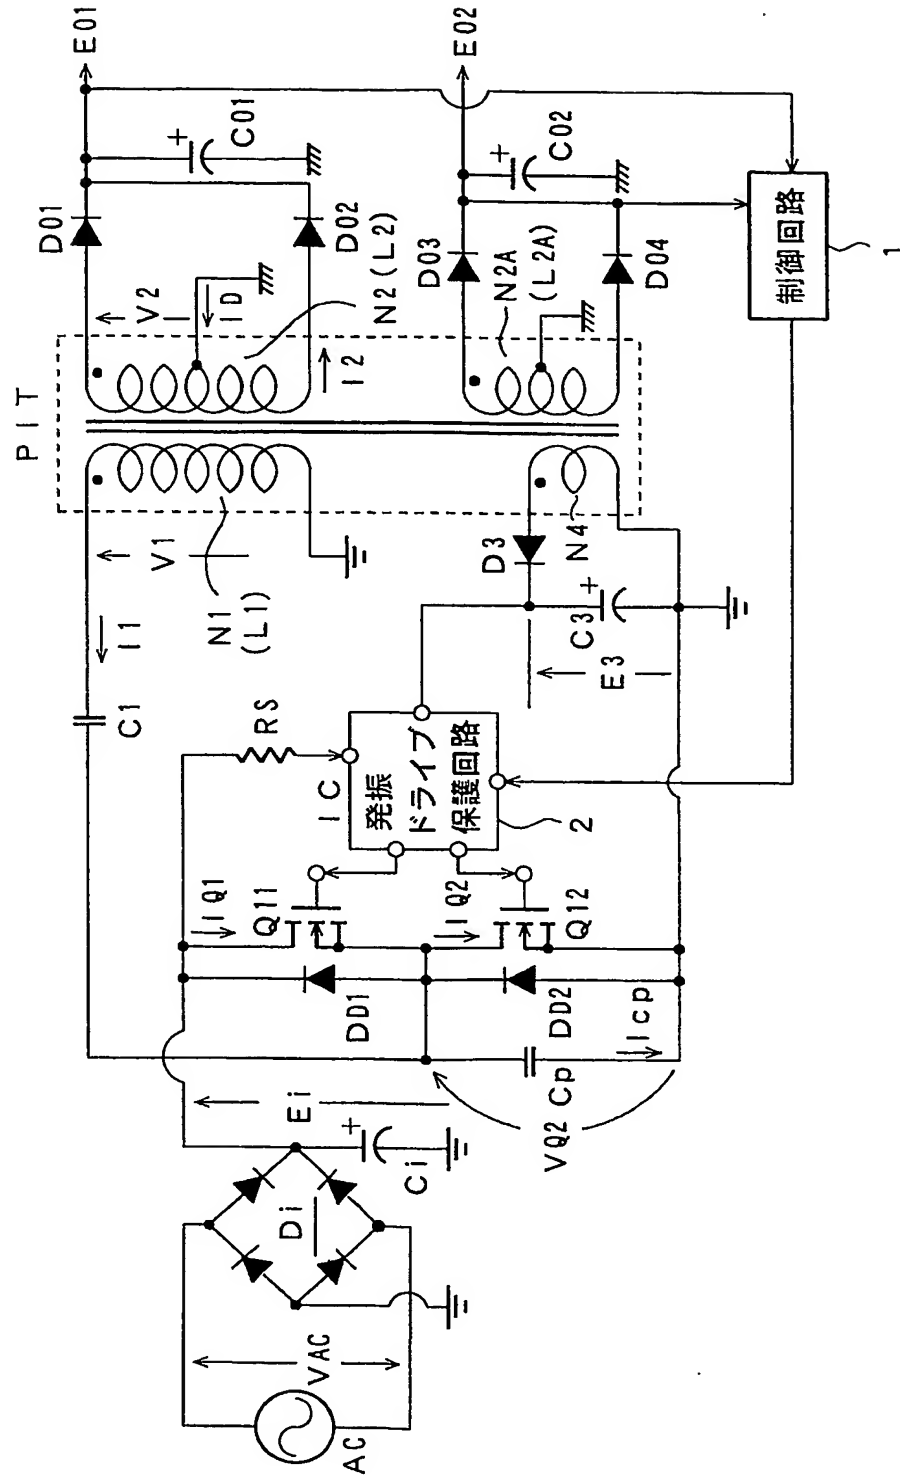 AC
VAC
Di
Ci
Ei
VQ2
Cp
Icp
DD1
DD2
IQ1
Q11
IQ2
Q12
RS
IC
発振
ドライブ
保護回路
2
C1
I1
V1
N1
(L1)
PIT
D3
C3
E3
N4
V2
ID
I2
N2(L2)
D01
D02
C01
E01
N2A
(L2A)
D03
D04
C02
E02
制御回路
1
+
+
+
+